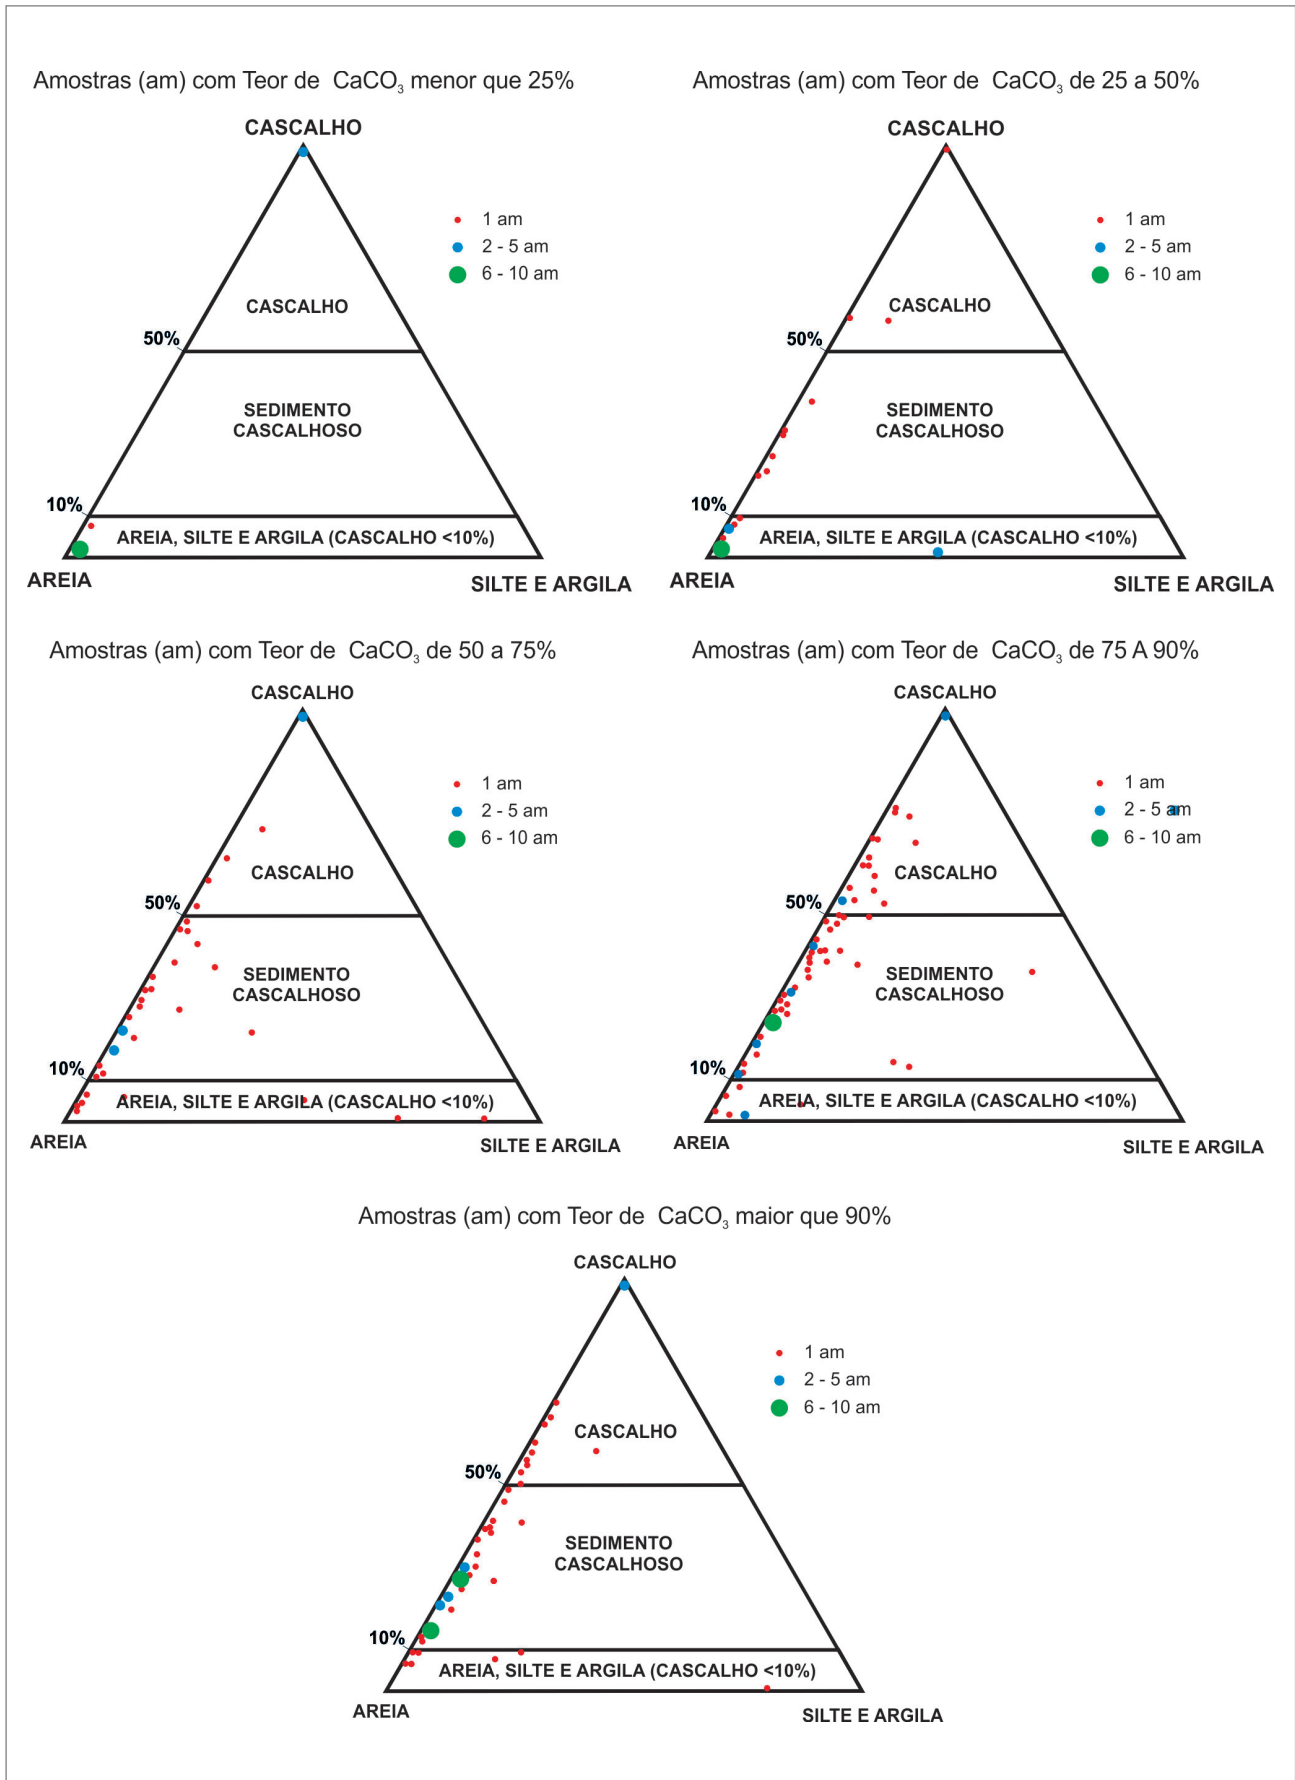 Amostras (am) com Teor de CaCO₃ menor que 25%
CASCALHO
1 am
2 - 5 am
6 - 10 am
CASCALHO
50%
SEDIMENTO
CASCALHOSO
10%
AREIA, SILTE E ARGILA (CASCALHO <10%)
AREIA
SILTE E ARGILA
Amostras (am) com Teor de CaCO₃ de 25 a 50%
CASCALHO
1 am
2 - 5 am
6 - 10 am
CASCALHO
50%
SEDIMENTO
CASCALHOSO
10%
AREIA, SILTE E ARGILA (CASCALHO <10%)
AREIA
SILTE E ARGILA
Amostras (am) com Teor de CaCO₃ de 50 a 75%
CASCALHO
1 am
2 - 5 am
6 - 10 am
CASCALHO
50%
SEDIMENTO
CASCALHOSO
10%
AREIA, SILTE E ARGILA (CASCALHO <10%)
AREIA
SILTE E ARGILA
Amostras (am) com Teor de CaCO₃ de 75 A 90%
CASCALHO
1 am
2 - 5 am
6 - 10 am
CASCALHO
50%
SEDIMENTO
CASCALHOSO
10%
AREIA, SILTE E ARGILA (CASCALHO <10%)
AREIA
SILTE E ARGILA
Amostras (am) com Teor de CaCO₃ maior que 90%
CASCALHO
1 am
2 - 5 am
6 - 10 am
CASCALHO
50%
SEDIMENTO
CASCALHOSO
10%
AREIA, SILTE E ARGILA (CASCALHO <10%)
AREIA
SILTE E ARGILA